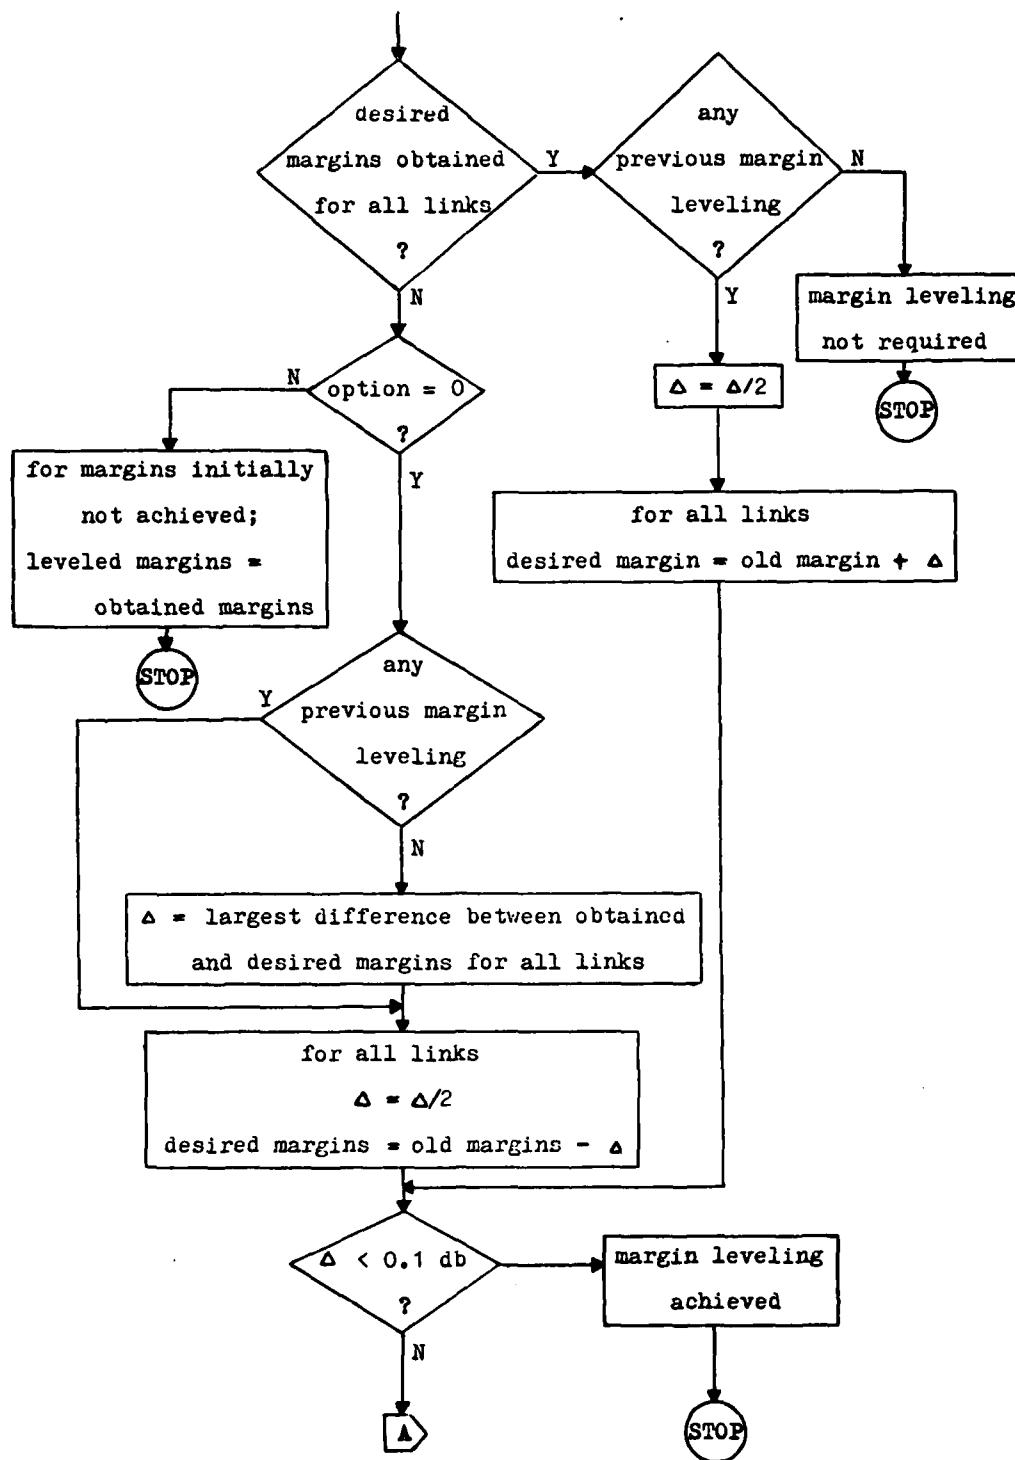 desired
margins obtained
for all links
?
Y
any
previous margin
leveling
?
N
margin leveling
not required
STOP
Y
Δ = Δ/2
for all links
desired margin = old margin + Δ
N
option = 0
?
N
for margins initially
not achieved;
leveled margins =
obtained margins
STOP
Y
any
previous margin
leveling
?
Y
N
Δ = largest difference between obtained
and desired margins for all links
for all links
Δ = Δ/2
desired margins = old margins - Δ
Δ < 0.1 db
?
margin leveling
achieved
STOP
N
A